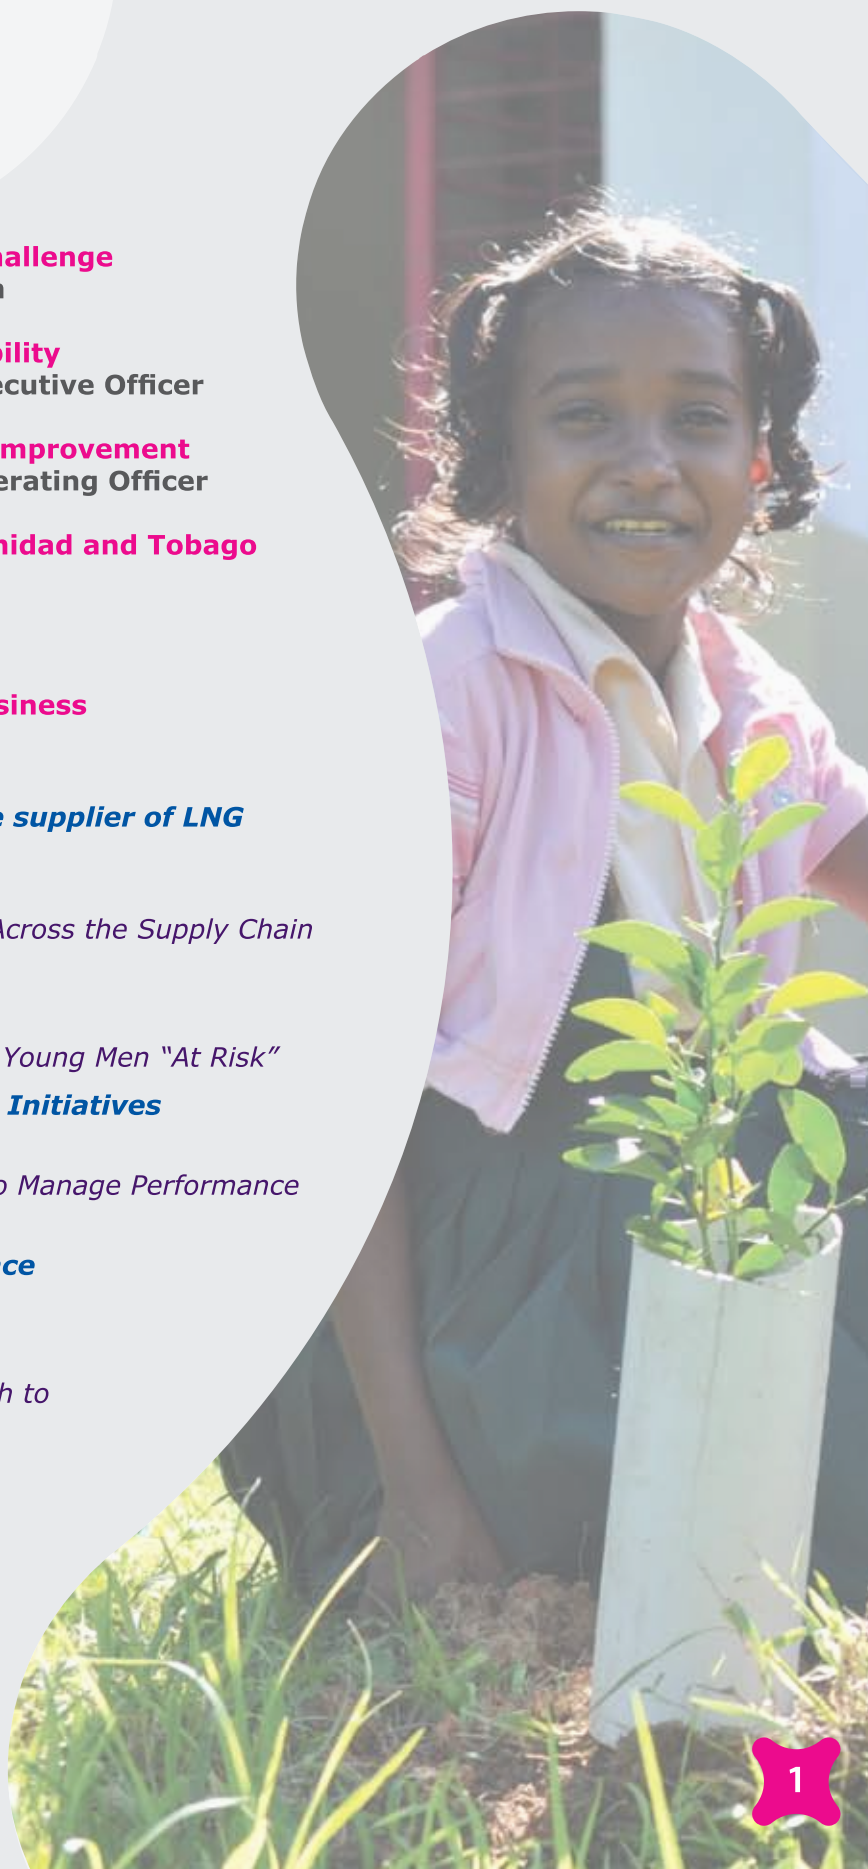 hallenge
n
bility
ecutive Officer
mprovement
erating Officer
nidad and Tobago
siness
e supplier of LNG
Across the Supply Chain
Young Men “At Risk”
Initiatives
o Manage Performance
ce
h to
1